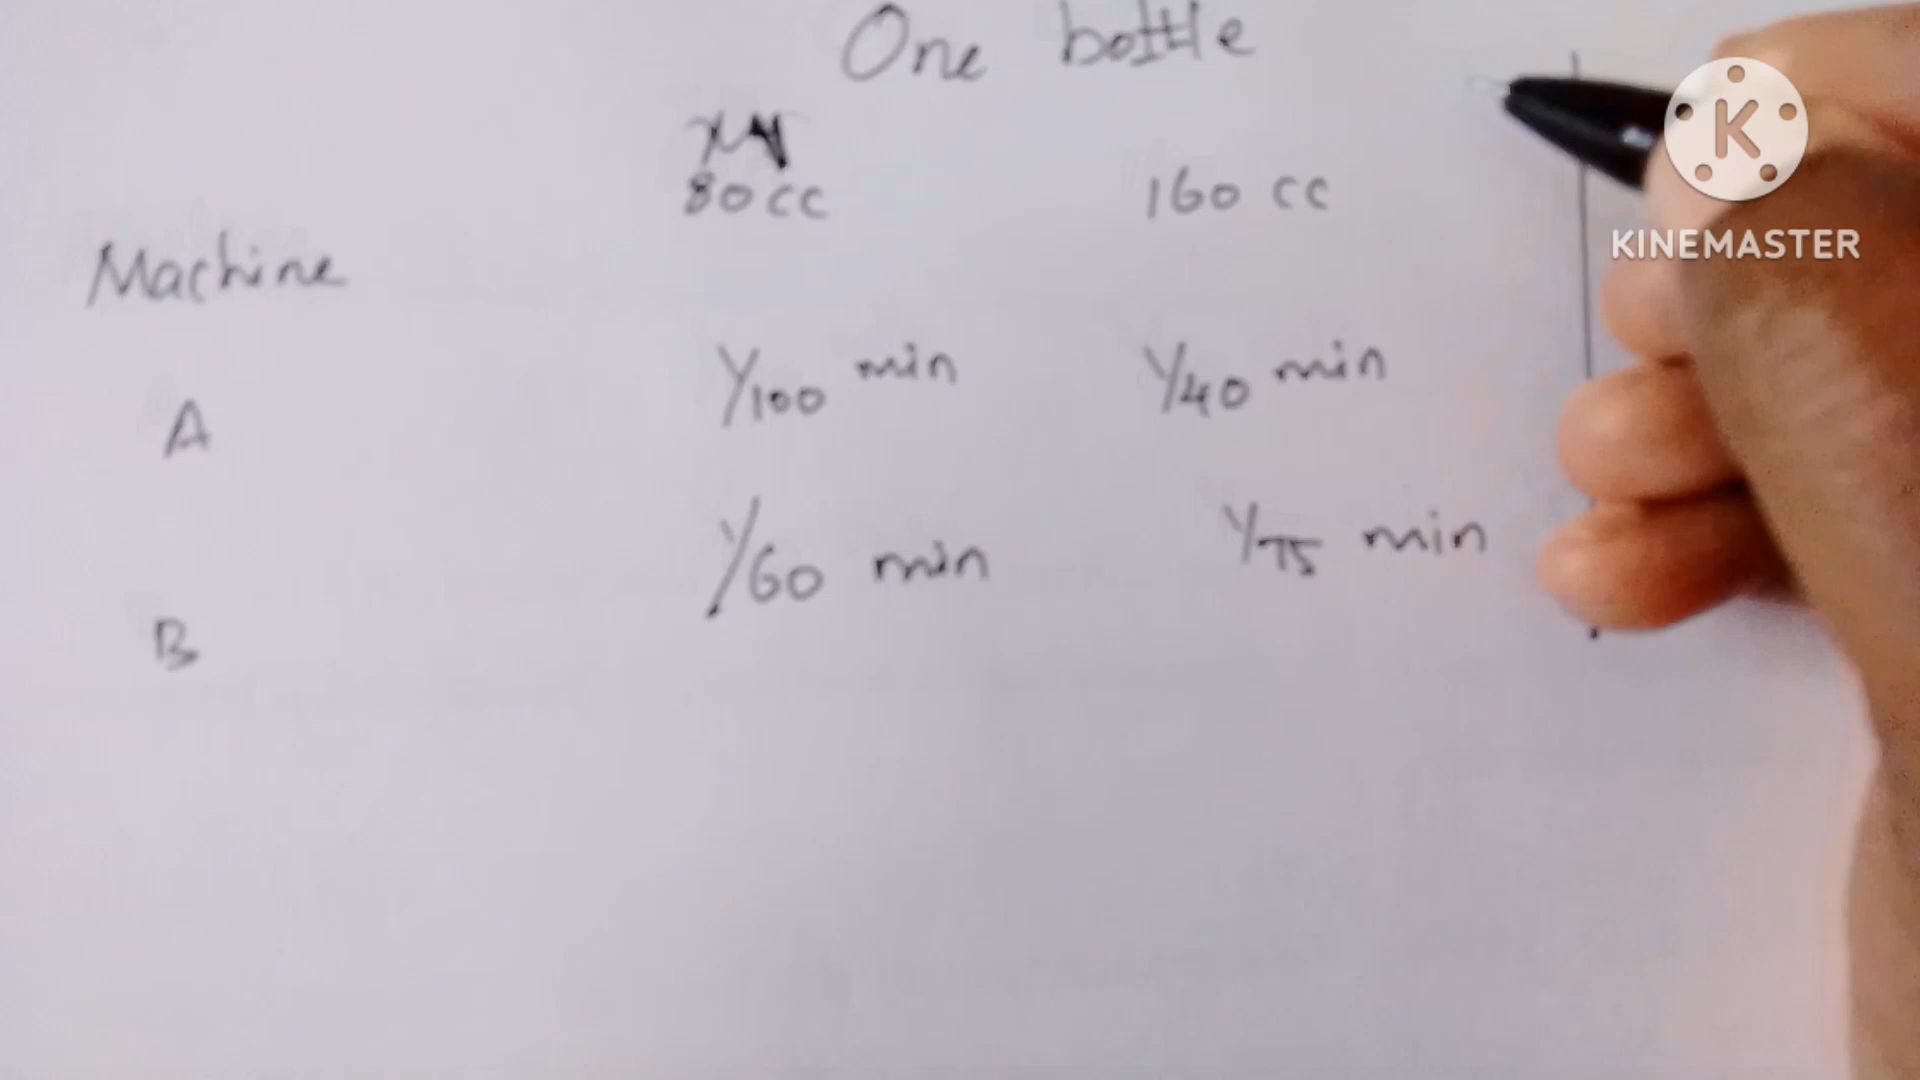 One bottle
80cc 160 cc
Machine
A 1/100 min 1/40 min
B 1/60 min 1/75 min
KINEMASTER